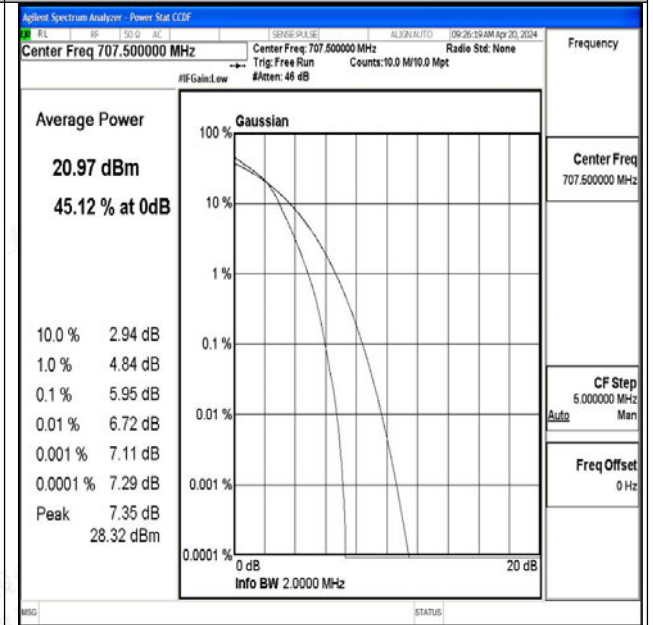 Agilent Spectrum Analyzer - Power Stat CCDF
RL RF 50 Ω AC SENSE:PULSE ALIGN AUTO 09:26:19 AM Apr 20, 2024
Center Freq 707.500000 MHz
Center Freq: 707.500000 MHz Radio Std: None
Trig: Free Run Counts:10.0 M/10.0 Mpt
#IFGain:Low #Atten: 46 dB
Frequency
Average Power
20.97 dBm
45.12 % at 0dB
10.0 % 2.94 dB
1.0 % 4.84 dB
0.1 % 5.95 dB
0.01 % 6.72 dB
0.001 % 7.11 dB
0.0001 % 7.29 dB
Peak 7.35 dB
28.32 dBm
Gaussian
100 %
10 %
1 %
0.1 %
0.01 %
0.001 %
0.0001 %
0 dB 20 dB
Info BW 2.0000 MHz
Center Freq
707.500000 MHz
CF Step
5.000000 MHz
Auto Man
Freq Offset
0 Hz
MSG STATUS